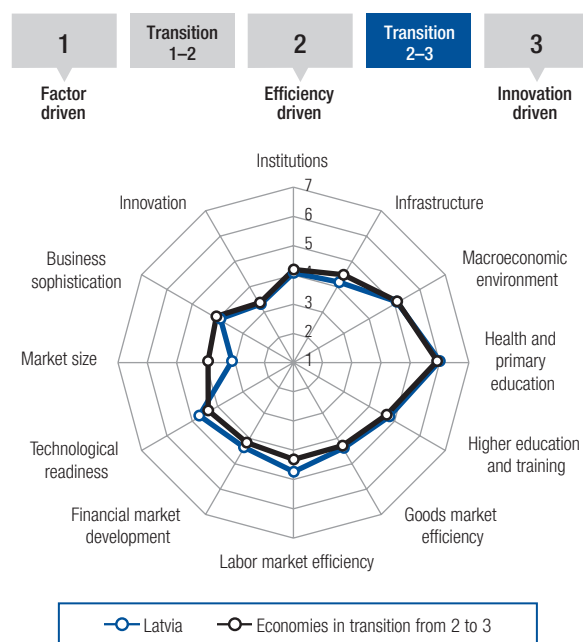 1
Transition
1–2
2
Transition
2–3
3
Factor
driven
Efficiency
driven
Innovation
driven
Institutions
7
6
5
4
3
2
1
Infrastructure
Macroeconomic
environment
Health and
primary
education
Higher education
and training
Goods market
efficiency
Labor market efficiency
Financial market
development
Technological
readiness
Market size
Business
sophistication
Innovation
Latvia
Economies in transition from 2 to 3